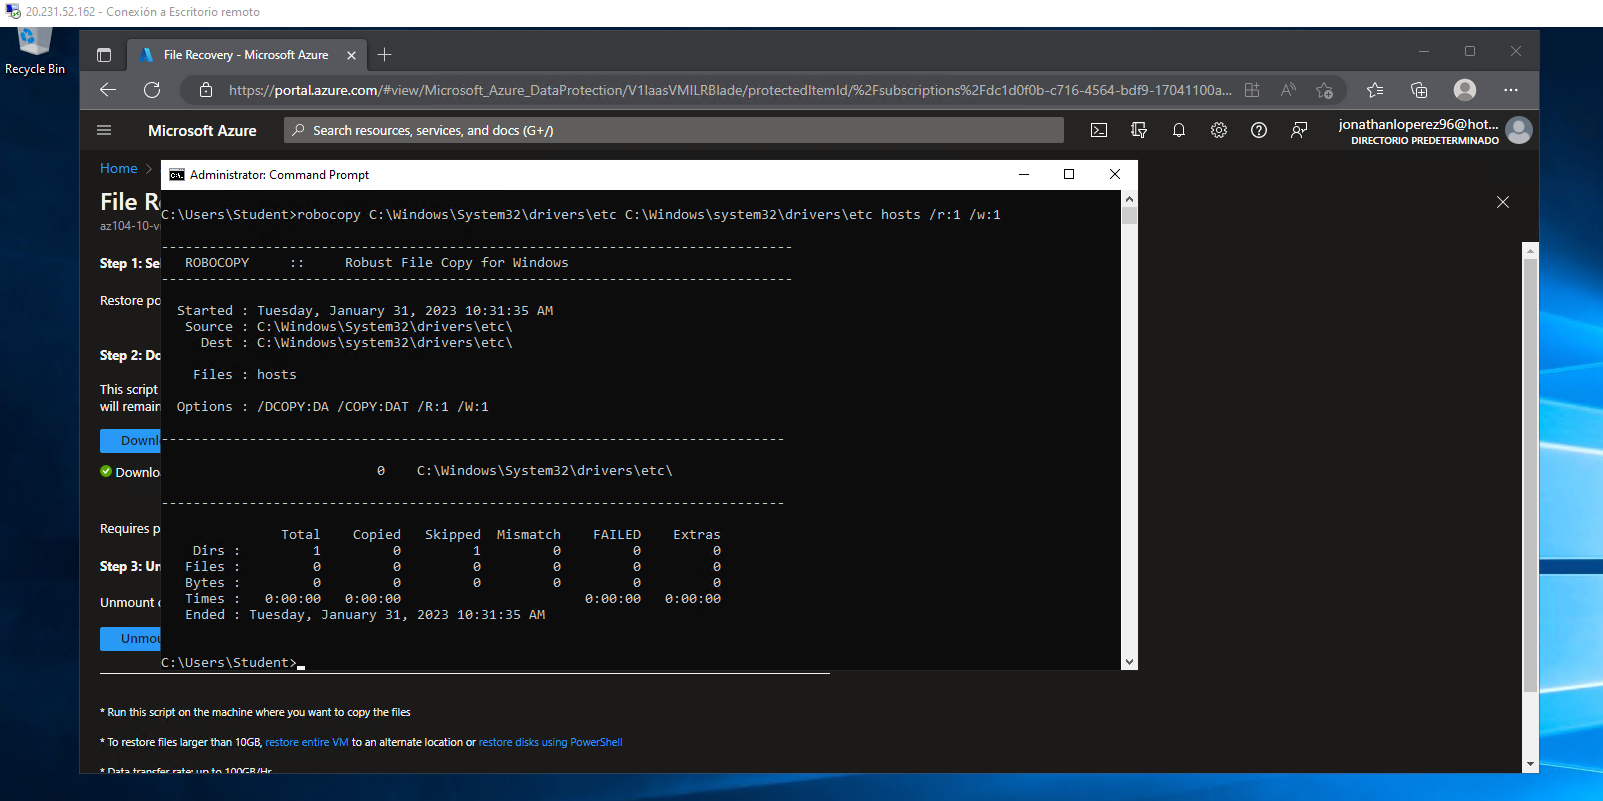 20.231.52.162 - Conexión a Escritorio remoto
Recycle Bin
File Recovery - Microsoft Azure
https://portal.azure.com/#view/Microsoft_Azure_DataProtection/V1IaasVMILRBlade/protectedItemId/%2Fsubscriptions%2Fdc1d0f0b-c716-4564-bdf9-17041100a...
Microsoft Azure
Search resources, services, and docs (G+/)
jonathanloperez96@hot...
DIRECTORIO PREDETERMINADO
Home
File R
az104-10-v
Step 1: Se
Restore po
Step 2: Do
This script
will remain
Downl
Downlo
Requires p
Step 3: Un
Unmount
Unmou
Administrator: Command Prompt
C:\Users\Student>robocopy C:\Windows\System32\drivers\etc C:\Windows\system32\drivers\etc hosts /r:1 /w:1
-------------------------------------------------------------------------------
ROBOCOPY :: Robust File Copy for Windows
-------------------------------------------------------------------------------
Started : Tuesday, January 31, 2023 10:31:35 AM
Source : C:\Windows\System32\drivers\etc\
Dest : C:\Windows\system32\drivers\etc\
Files : hosts
Options : /DCOPY:DA /COPY:DAT /R:1 /W:1
------------------------------------------------------------------------------
0 C:\Windows\System32\drivers\etc\
------------------------------------------------------------------------------
Total Copied Skipped Mismatch FAILED Extras
Dirs : 1 0 1 0 0 0
Files : 0 0 0 0 0 0
Bytes : 0 0 0 0 0 0
Times : 0:00:00 0:00:00 0:00:00 0:00:00
Ended : Tuesday, January 31, 2023 10:31:35 AM
C:\Users\Student>
* Run this script on the machine where you want to copy the files
* To restore files larger than 10GB, restore entire VM to an alternate location or restore disks using PowerShell
* Data transfer rate: up to 100GB/Hr